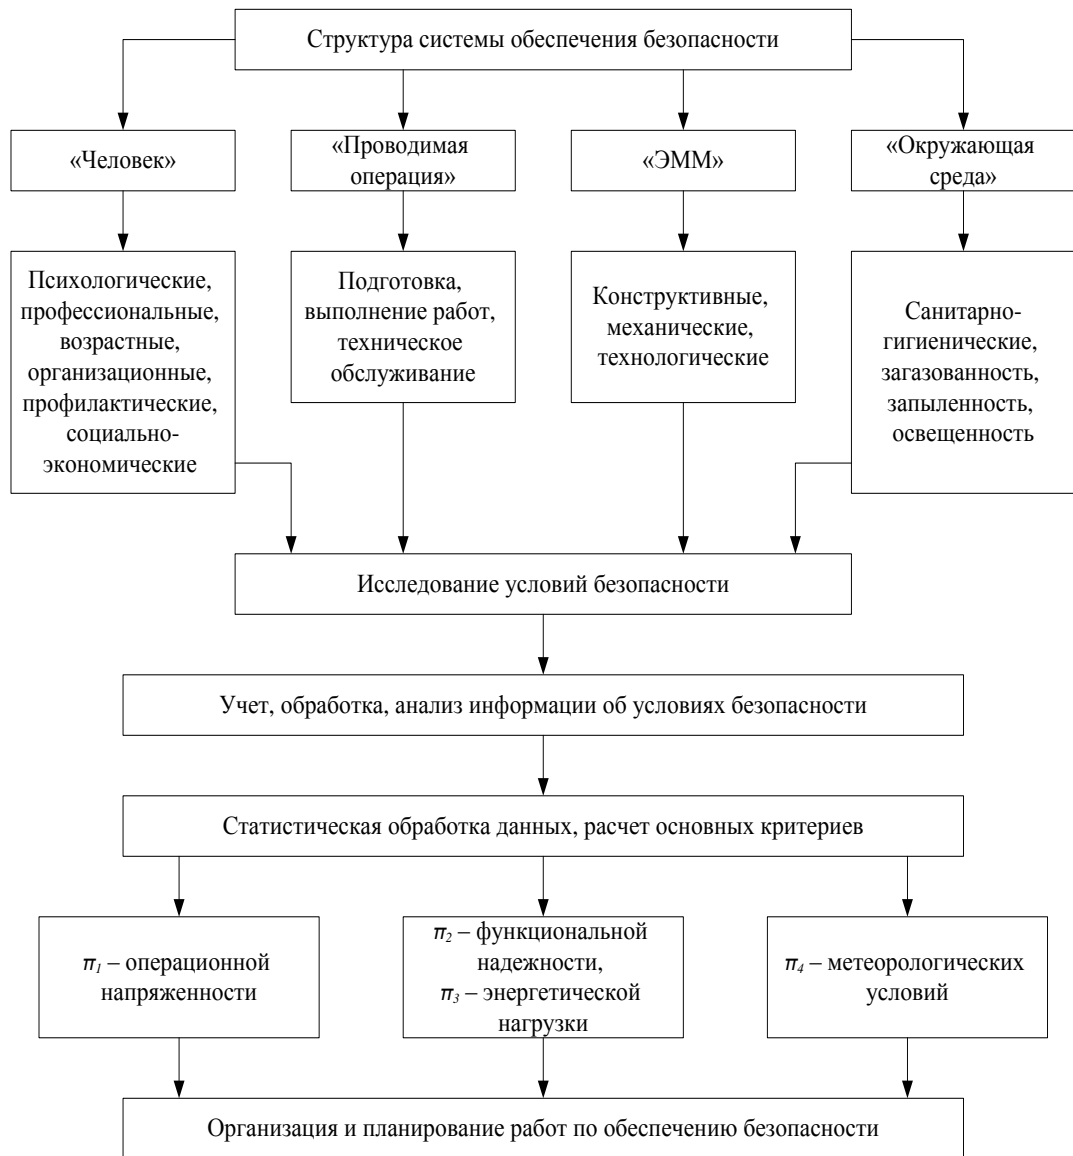 Структура системы обеспечения безопасности
«Человек»
«Проводимая
операция»
«ЭММ»
«Окружающая
среда»
Психологические,
профессиональные,
возрастные,
организационные,
профилактические,
социально-
экономические
Подготовка,
выполнение работ,
техническое
обслуживание
Конструктивные,
механические,
технологические
Санитарно-
гигиенические,
загазованность,
запыленность,
освещенность
Исследование условий безопасности
Учет, обработка, анализ информации об условиях безопасности
Статистическая обработка данных, расчет основных критериев
π₁ – операционной
напряженности
π₂ – функциональной
надежности,
π₃ – энергетической
нагрузки
π₄ – метеорологических
условий
Организация и планирование работ по обеспечению безопасности